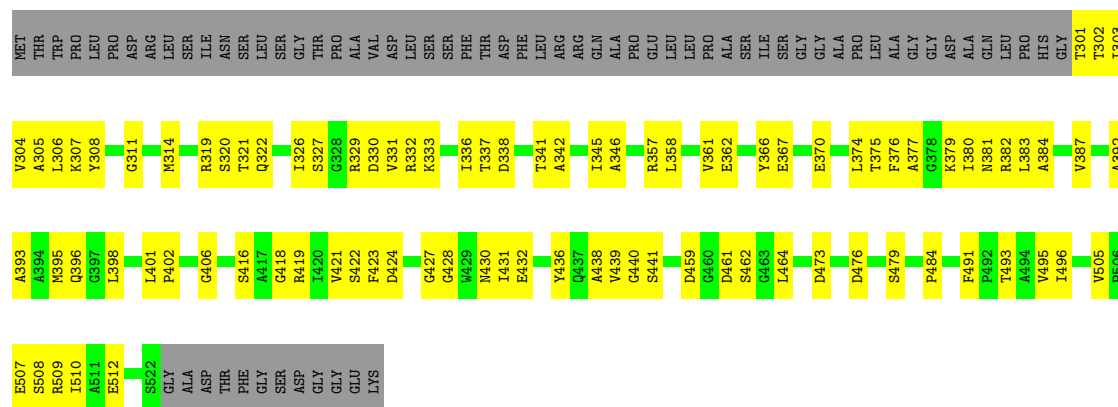 MET THR TRP PRO LEU PRO ASP ARG LEU SER ILE ASN SER LEU SER GLY THR PRO ALA VAL ASP LEU SER SER PHE THR ASP PHE LEU ARG ARG GLN ALA PRO GLU LEU LEU PRO ALA SER ILE SER GLY GLY ALA PRO LEU ALA GLY GLY ASP ALA GLN LEU PRO HIS GLY T301 T302 I303
V304 A305 L306 K307 Y308 G311 M314 R319 S320 T321 Q322 I326 S327 G328 R329 D330 V331 R332 K333 I336 T337 D338 T341 A342 I345 A346 R357 L358 V361 E362 Y366 E367 E370 L374 T375 F376 A377 G378 K379 I380 N381 R382 L383 A384 V387 A392
A393 A394 M395 Q396 G397 L398 L401 P402 G406 S416 A417 G418 R419 I420 V421 S422 F423 D424 G427 G428 W429 N430 I431 E432 Y436 Q437 A438 V439 G440 S441 D459 G460 D461 S462 G463 L464 D473 D476 S479 P484 F491 P492 T493 A494 V495 I496 V505
E507 S508 R509 I510 A511 E512 S522 GLY ALA ASP THR PHE GLY SER ASP GLY GLY GLU LYS